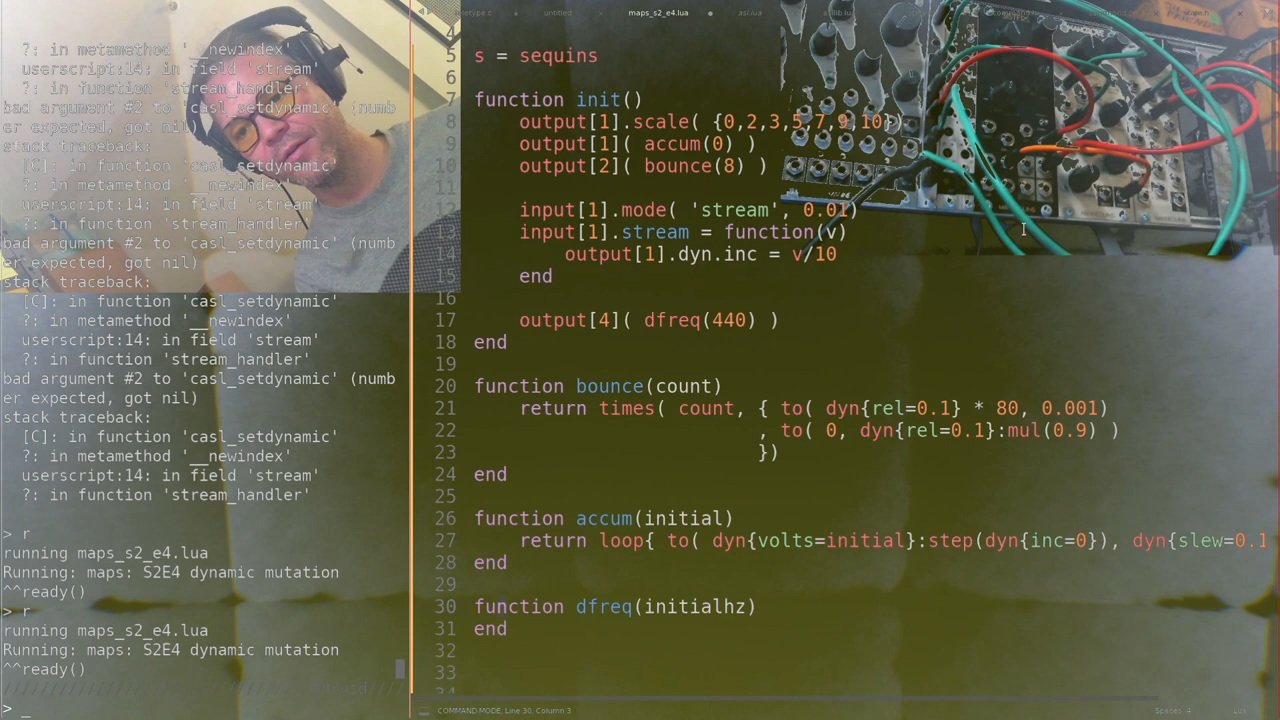 untitled
maps_s2_e4.lua
?: in metamethod '__newindex'
userscript:14: in field 'stream'
?: in function 'stream_handler'
bad argument #2 to 'casl_setdynamic' (numb
er expected, got nil)
stack traceback:
[C]: in function 'casl_setdynamic'
?: in metamethod '__newindex'
userscript:14: in field 'stream'
?: in function 'stream_handler'
bad argument #2 to 'casl_setdynamic' (numb
er expected, got nil)
stack traceback:
[C]: in function 'casl_setdynamic'
?: in metamethod '__newindex'
userscript:14: in field 'stream'
?: in function 'stream_handler'
bad argument #2 to 'casl_setdynamic' (numb
er expected, got nil)
stack traceback:
[C]: in function 'casl_setdynamic'
?: in metamethod '__newindex'
userscript:14: in field 'stream'
?: in function 'stream_handler'
> r
running maps_s2_e4.lua
Running: maps: S2E4 dynamic mutation
^^ready()
> r
running maps_s2_e4.lua
Running: maps: S2E4 dynamic mutation
^^ready()
> _
4
5 s = sequins
6
7 function init()
8 output[1].scale( {0,2,3,5,7,9,10})
9 output[1]( accum(0) )
10 output[2]( bounce(8) )
11
12 input[1].mode( 'stream', 0.01)
13 input[1].stream = function(v)
14 output[1].dyn.inc = v/10
15 end
16
17 output[4]( dfreq(440) )
18 end
19
20 function bounce(count)
21 return times( count, { to( dyn{rel=0.1} * 80, 0.001)
22 , to( 0, dyn{rel=0.1}:mul(0.9) )
23 })
24 end
25
26 function accum(initial)
27 return loop{ to( dyn{volts=initial}:step(dyn{inc=0}), dyn{slew=0.1
28 end
29
30 function dfreq(initialhz)
31 end
32
33
34
COMMAND MODE, Line 30, Column 3
Spaces: 4
Lua